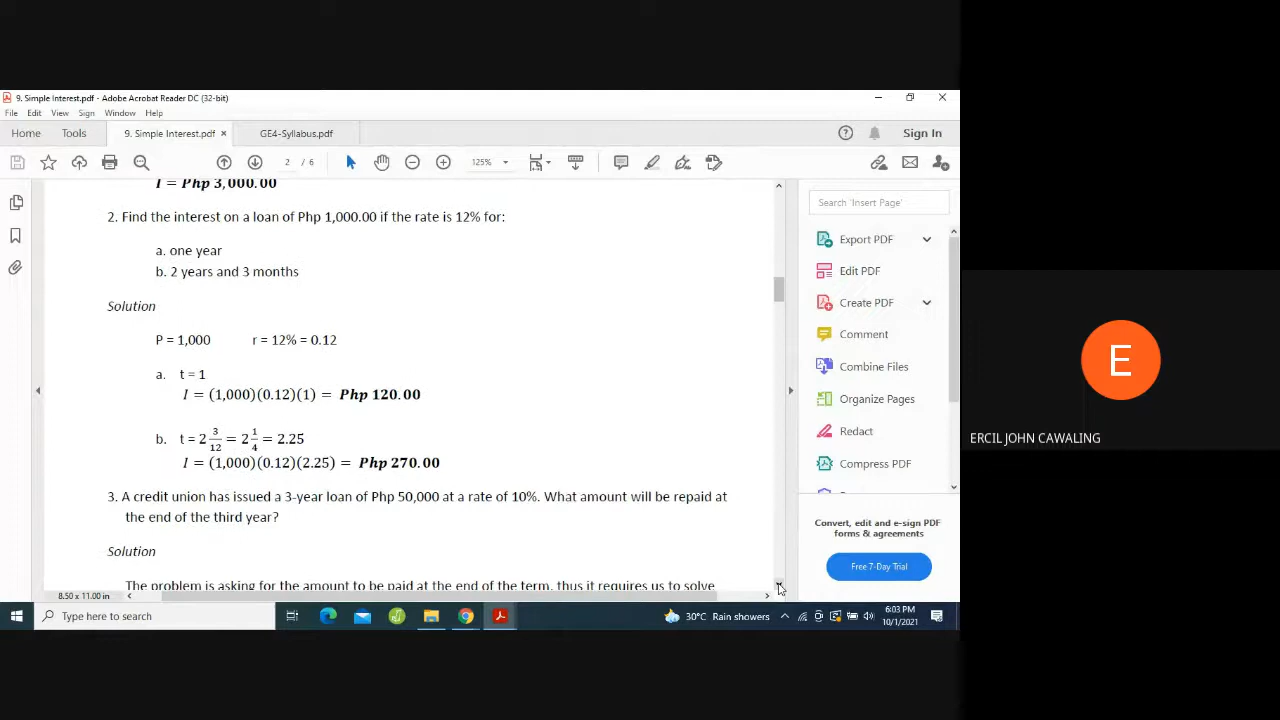 9. Simple Interest.pdf - Adobe Acrobat Reader DC (32-bit)
File Edit View Sign Window Help
Home Tools 9. Simple Interest.pdf × GE4-Syllabus.pdf Sign In
2 / 6 125%
I = Php 3,000.00
2. Find the interest on a loan of Php 1,000.00 if the rate is 12% for:
a. one year
b. 2 years and 3 months
Solution
P = 1,000 r = 12% = 0.12
a. t = 1
I = (1,000)(0.12)(1) = Php 120.00
b. t = 2 3/12 = 2 1/4 = 2.25
I = (1,000)(0.12)(2.25) = Php 270.00
3. A credit union has issued a 3-year loan of Php 50,000 at a rate of 10%. What amount will be repaid at
the end of the third year?
Solution
The problem is asking for the amount to be paid at the end of the term, thus it requires us to solve
8.50 x 11.00 in
Search 'Insert Page'
Export PDF
Edit PDF
Create PDF
Comment
Combine Files
Organize Pages
Redact
Compress PDF
Convert, edit and e-sign PDF
forms & agreements
Free 7-Day Trial
Type here to search
30°C Rain showers
6:03 PM
10/1/2021
E
ERCIL JOHN CAWALING